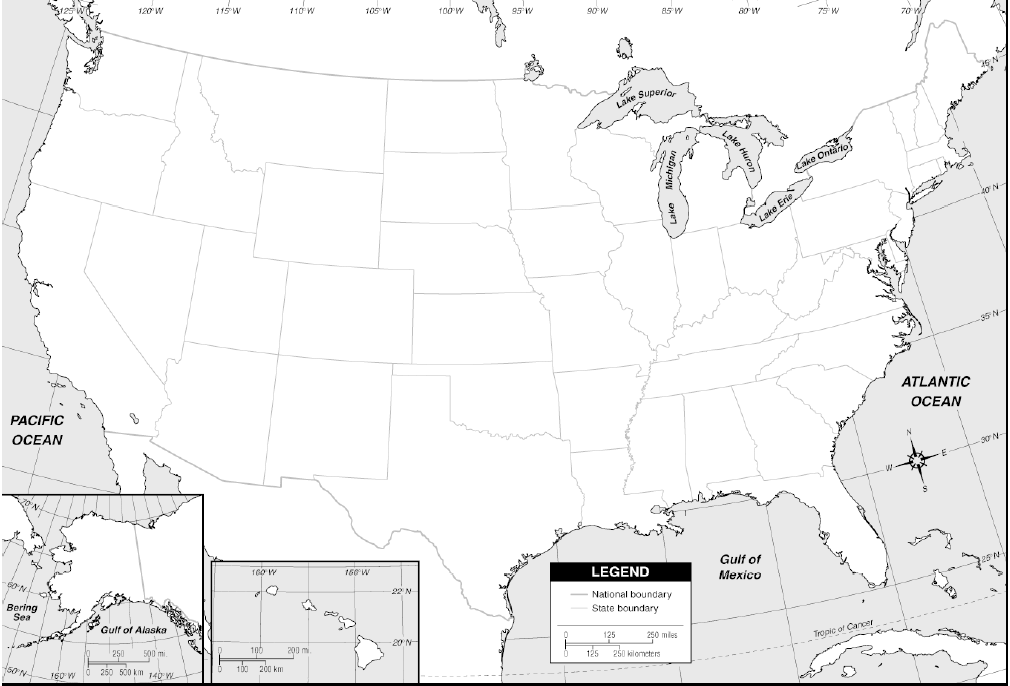 125°W 120°W 115°W 110°W 105°W 100°W 95°W 90°W 85°W 80°W 75°W 70°W
45°N
Lake Superior
Lake Michigan
Lake Huron
Lake Ontario
Lake Erie
40°N
35°N
ATLANTIC
OCEAN
PACIFIC
OCEAN
30°N
N
W E
S
70°N
60°N
Bering
Sea
Gulf of Alaska
0 250 500 mi.
0 250 500 km
50°N 160°W 140°W
160°W 156°W
22°N
20°N
0 100 200 mi.
0 100 200 km
Gulf of
Mexico
25°N
LEGEND
National boundary
State boundary
0 125 250 miles
0 125 250 kilometers
Tropic of Cancer